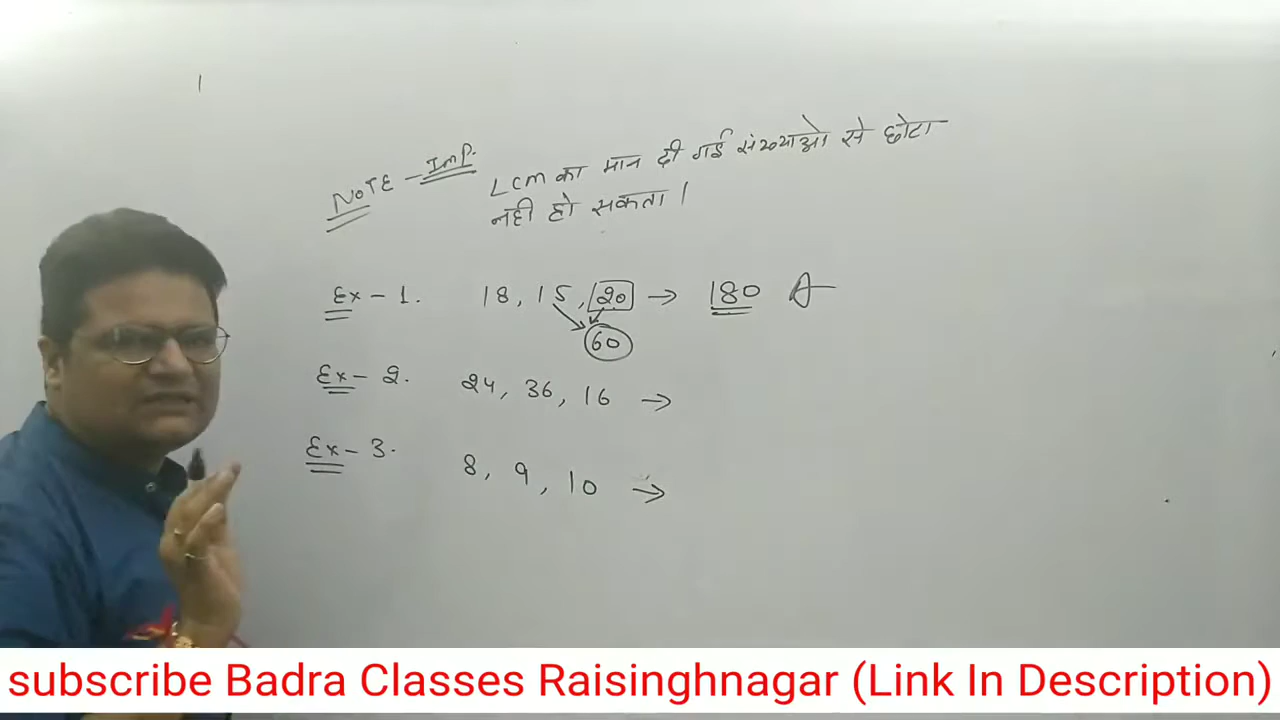 NOTE - Imp. LCM का मान दी गई संख्याओ से छोटा
नही हो सकता।
Ex - 1. 18, 15, 20 → 180 A
60
Ex - 2. 24, 36, 16 →
Ex - 3. 8, 9, 10 →
subscribe Badra Classes Raisinghnagar (Link In Description)